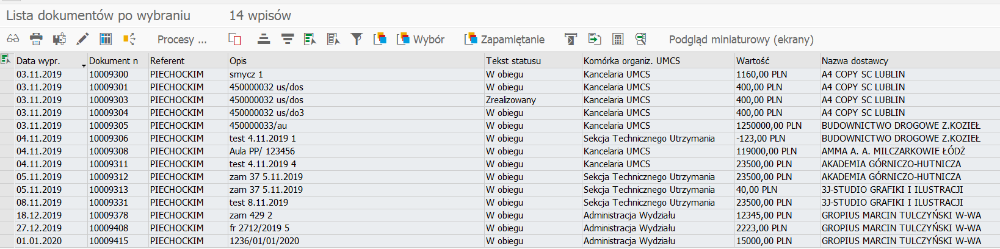 Lista dokumentów po wybraniu 14 wpisów
Procesy ... Wybór Zapamiętanie Podgląd miniaturowy (ekrany)
Data wypr. Dokument n Referent Opis Tekst statusu Komórka organiz. UMCS Wartość Nazwa dostawcy
03.11.2019 10009300 PIECHOCKIM smycz 1 W obiegu Kancelaria UMCS 1160,00 PLN A4 COPY SC LUBLIN
03.11.2019 10009301 PIECHOCKIM 450000032 us/dos W obiegu Kancelaria UMCS 400,00 PLN A4 COPY SC LUBLIN
03.11.2019 10009303 PIECHOCKIM 450000032 us/dos Zrealizowany Kancelaria UMCS 400,00 PLN A4 COPY SC LUBLIN
03.11.2019 10009304 PIECHOCKIM 450000032 us/do3 W obiegu Kancelaria UMCS 400,00 PLN A4 COPY SC LUBLIN
03.11.2019 10009305 PIECHOCKIM 450000033/au W obiegu Kancelaria UMCS 1250000,00 PLN BUDOWNICTWO DROGOWE Z.KOZIEŁ
04.11.2019 10009306 PIECHOCKIM test 4.11.2019 1 W obiegu Sekcja Technicznego Utrzymania -123,00 PLN BUDOWNICTWO DROGOWE Z.KOZIEŁ
04.11.2019 10009308 PIECHOCKIM Aula PP/ 123456 W obiegu Kancelaria UMCS 119000,00 PLN AMMA A. A. MILCZARKOWIE ŁÓDŹ
04.11.2019 10009311 PIECHOCKIM test 4.11.2019 4 W obiegu Kancelaria UMCS 23500,00 PLN AKADEMIA GÓRNICZO-HUTNICZA
05.11.2019 10009312 PIECHOCKIM zam 37 5.11.2019 W obiegu Sekcja Technicznego Utrzymania 23500,00 PLN AKADEMIA GÓRNICZO-HUTNICZA
05.11.2019 10009313 PIECHOCKIM zam 37 5.11.2019 W obiegu Sekcja Technicznego Utrzymania 40,00 PLN 3J-STUDIO GRAFIKI I ILUSTRACJI
08.11.2019 10009331 PIECHOCKIM test 8.11.2019 W obiegu Sekcja Technicznego Utrzymania 23500,00 PLN 3J-STUDIO GRAFIKI I ILUSTRACJI
18.12.2019 10009378 PIECHOCKIM zam 429 2 W obiegu Administracja Wydziału 12345,00 PLN GROPIUS MARCIN TULCZYŃSKI W-WA
27.12.2019 10009408 PIECHOCKIM fr 2712/2019 5 W obiegu Administracja Wydziału 2223,00 PLN GROPIUS MARCIN TULCZYŃSKI W-WA
01.01.2020 10009415 PIECHOCKIM 1236/01/01/2020 W obiegu Administracja Wydziału 15000,00 PLN GROPIUS MARCIN TULCZYŃSKI W-WA